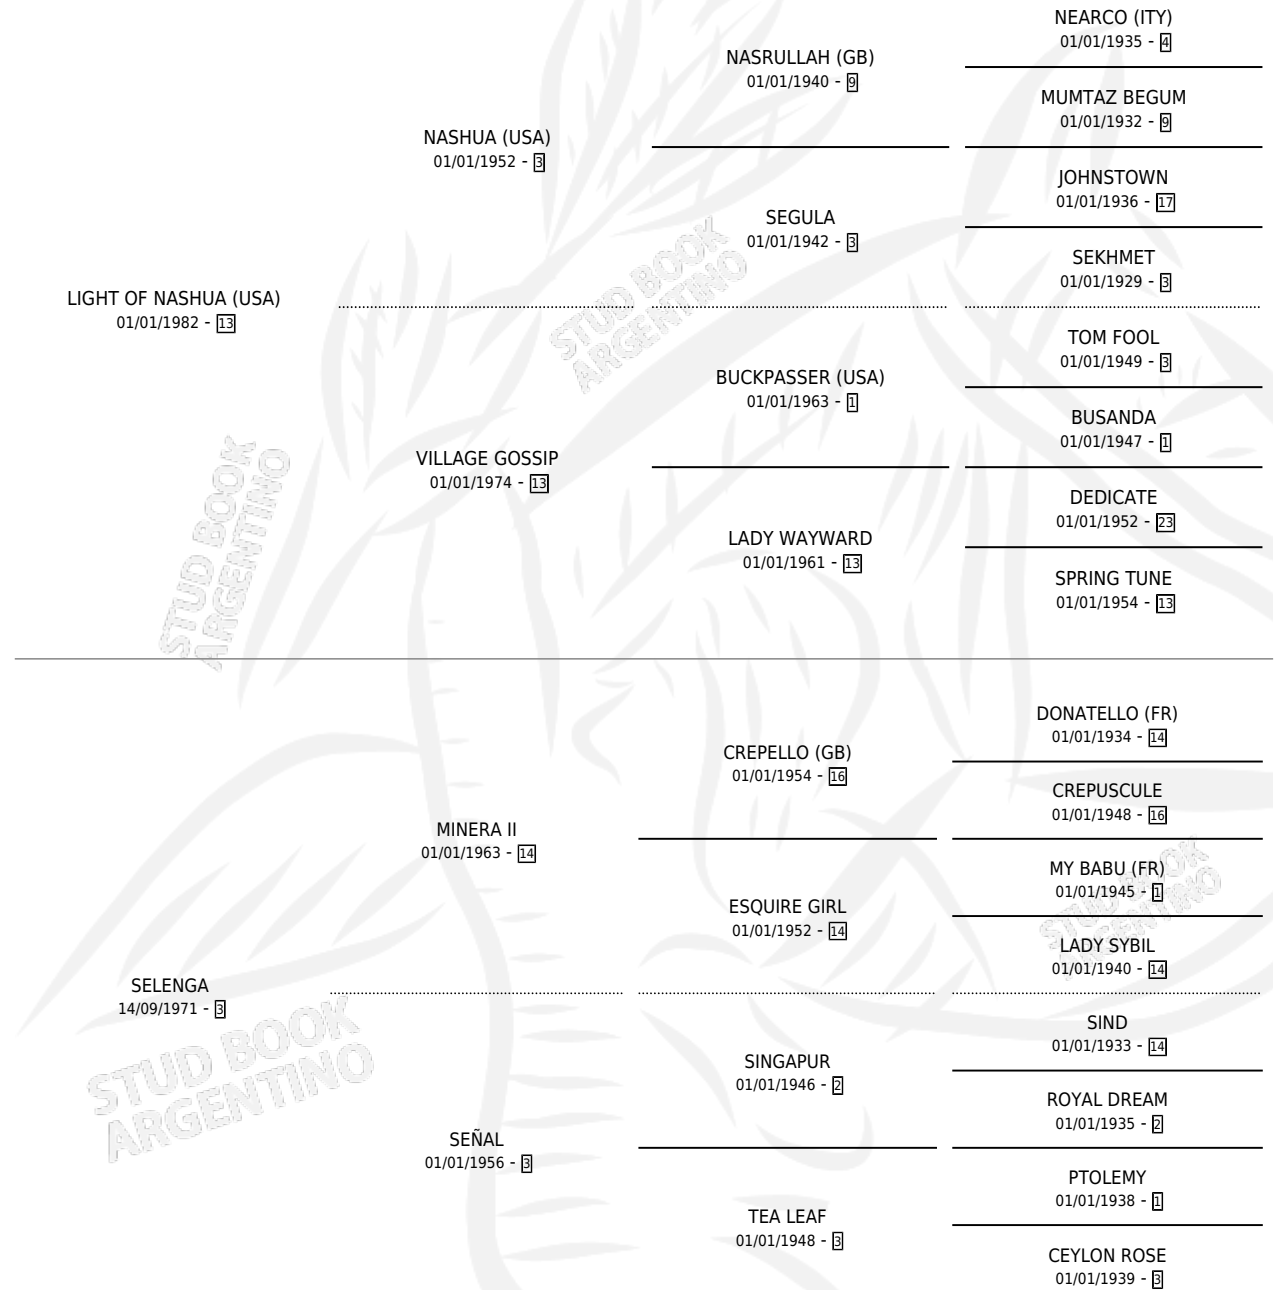 NEARCO (ITY)
01/01/1935 - 4
NASRULLAH (GB)
01/01/1940 - 9
MUMTAZ BEGUM
01/01/1932 - 9
NASHUA (USA)
01/01/1952 - 3
JOHNSTOWN
01/01/1936 - 17
SEGULA
01/01/1942 - 3
SEKHMET
01/01/1929 - 3
LIGHT OF NASHUA (USA)
01/01/1982 - 13
TOM FOOL
01/01/1949 - 3
BUCKPASSER (USA)
01/01/1963 - 1
BUSANDA
01/01/1947 - 1
VILLAGE GOSSIP
01/01/1974 - 13
DEDICATE
01/01/1952 - 23
LADY WAYWARD
01/01/1961 - 13
SPRING TUNE
01/01/1954 - 13
DONATELLO (FR)
01/01/1934 - 14
CREPELLO (GB)
01/01/1954 - 16
CREPUSCULE
01/01/1948 - 16
MINERA II
01/01/1963 - 14
MY BABU (FR)
01/01/1945 - 1
ESQUIRE GIRL
01/01/1952 - 14
LADY SYBIL
01/01/1940 - 14
SELENGA
14/09/1971 - 3
SIND
01/01/1933 - 14
SINGAPUR
01/01/1946 - 2
ROYAL DREAM
01/01/1935 - 2
SEÑAL
01/01/1956 - 3
PTOLEMY
01/01/1938 - 1
TEA LEAF
01/01/1948 - 3
CEYLON ROSE
01/01/1939 - 3
STUD BOOK
ARGENTINO
STUD BOOK
ARGENTINO
STUD BOOK
ARGENTINO
STUD BOOK
ARGENTINO